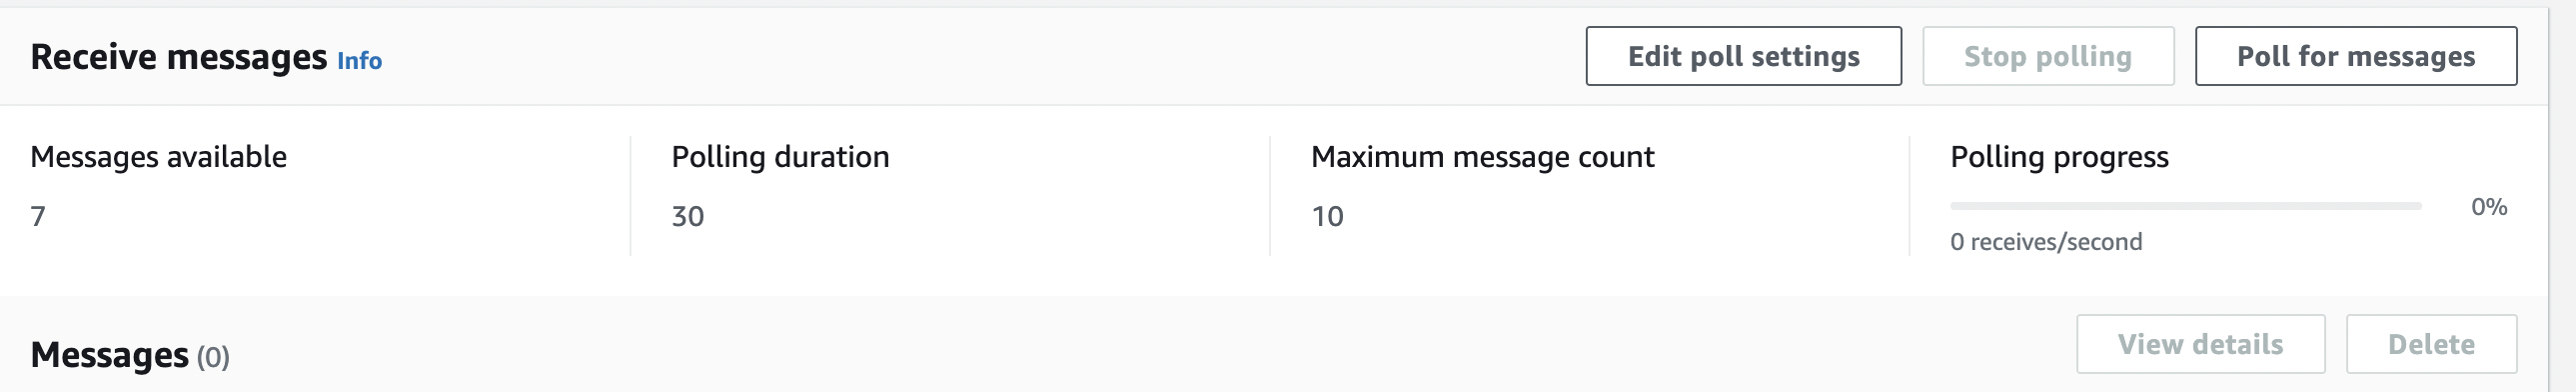 Receive messages Info
Edit poll settings
Stop polling
Poll for messages
Messages available
7
Polling duration
30
Maximum message count
10
Polling progress
0%
0 receives/second
Messages (0)
View details
Delete